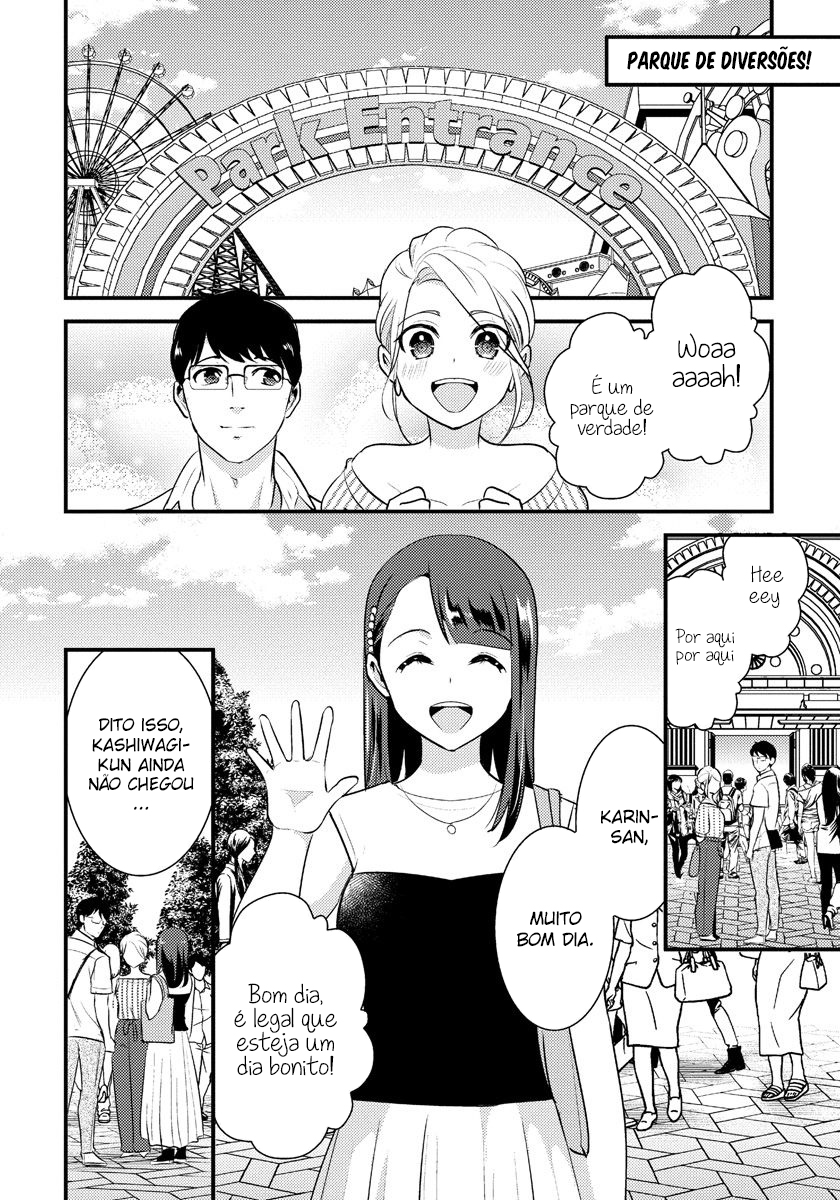 PARQUE DE DIVERSÕES!
Park Entrance
Woaa
aaaah!
É um
parque de
verdade!
Hee
eey
Por aqui
por aqui
KARIN-
SAN,
MUITO
BOM DIA.
Bom dia,
é legal que
esteja um
dia bonito!
DITO ISSO,
KASHIWAGI-
KUN AINDA
NÃO CHEGOU
...